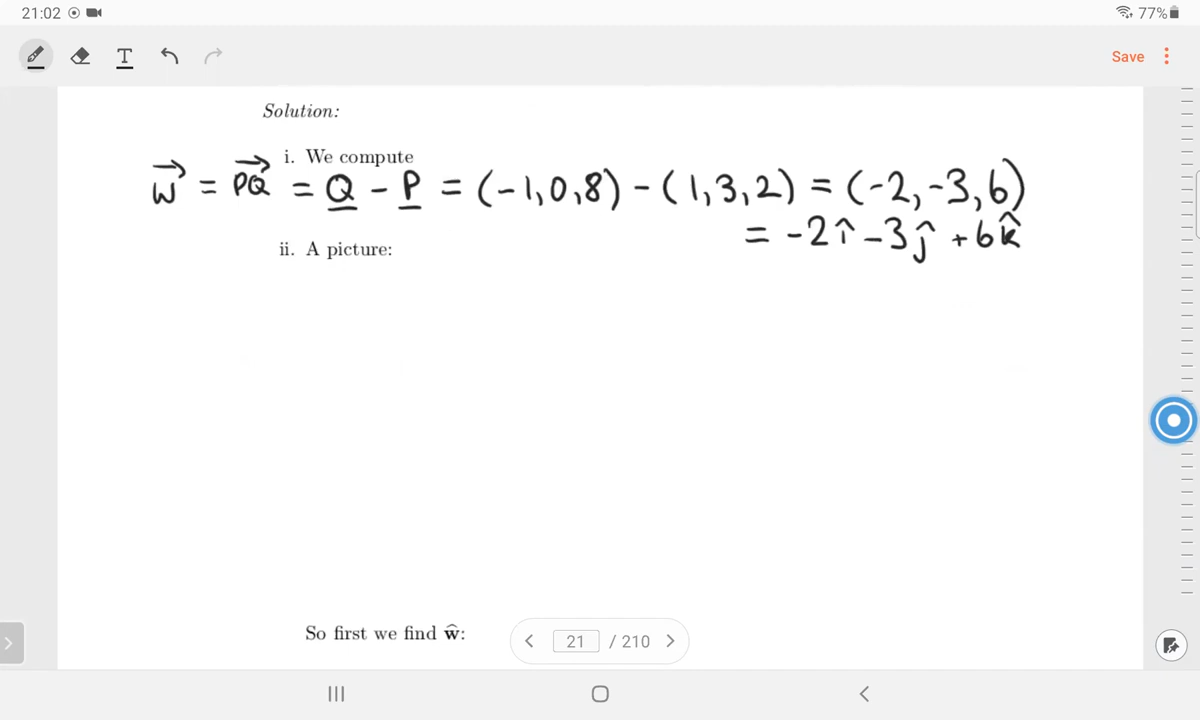 21:02
77%
T
Save
Solution:
i. We compute
w⃗ = PQ⃗ = Q - P = (-1,0,8) - (1,3,2) = (-2,-3,6)
= -2î -3ĵ +6k̂
ii. A picture:
So first we find ŵ:
21 / 210